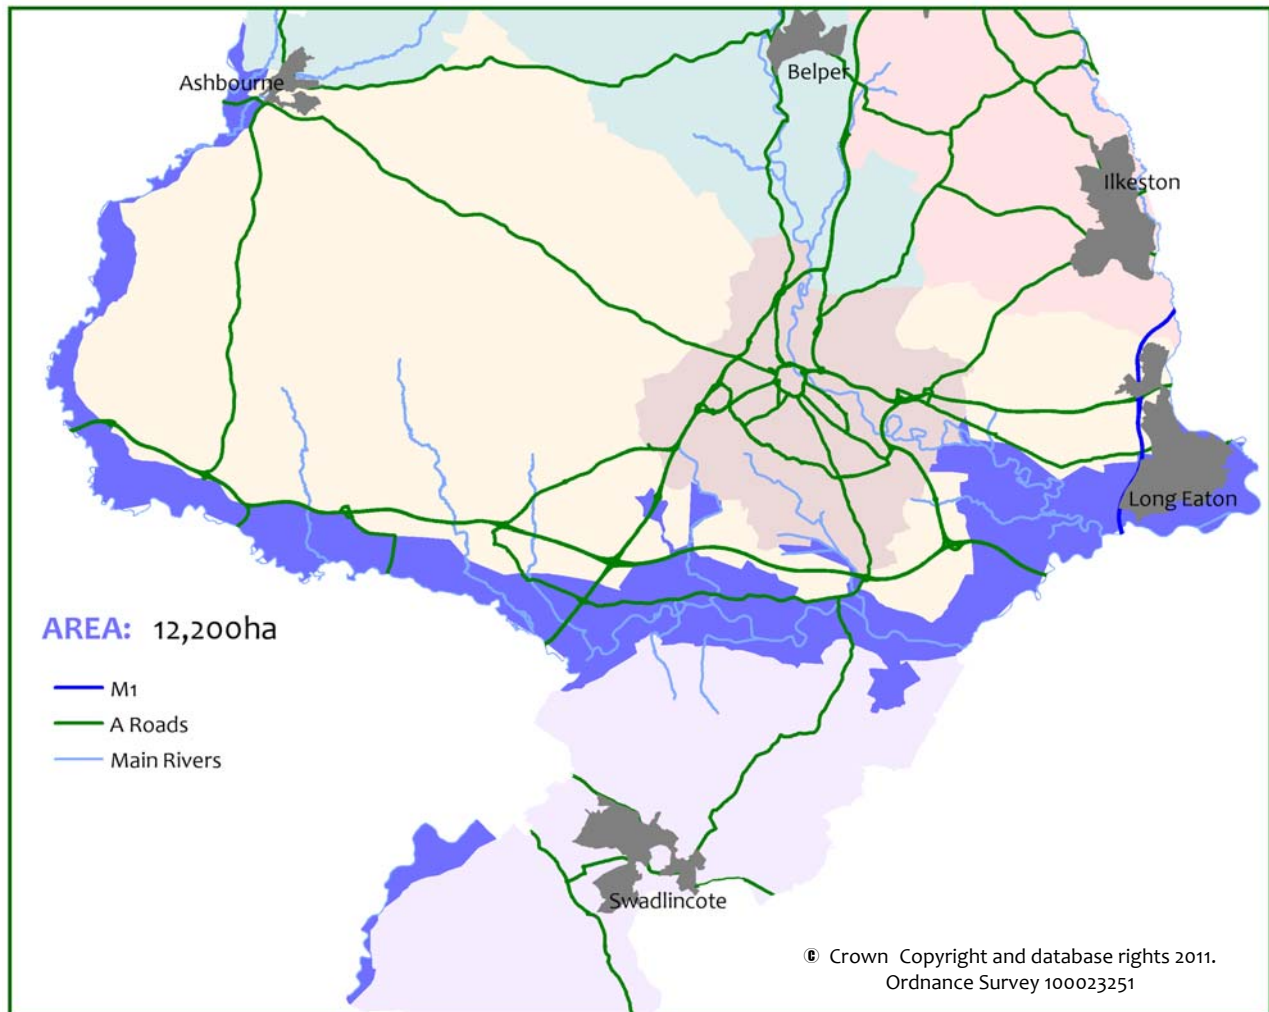 Ashbourne
Belper
Ilkeston
Long Eaton
AREA: 12,200ha
M1
A Roads
Main Rivers
Swadlincote
© Crown Copyright and database rights 2011.
Ordnance Survey 100023251